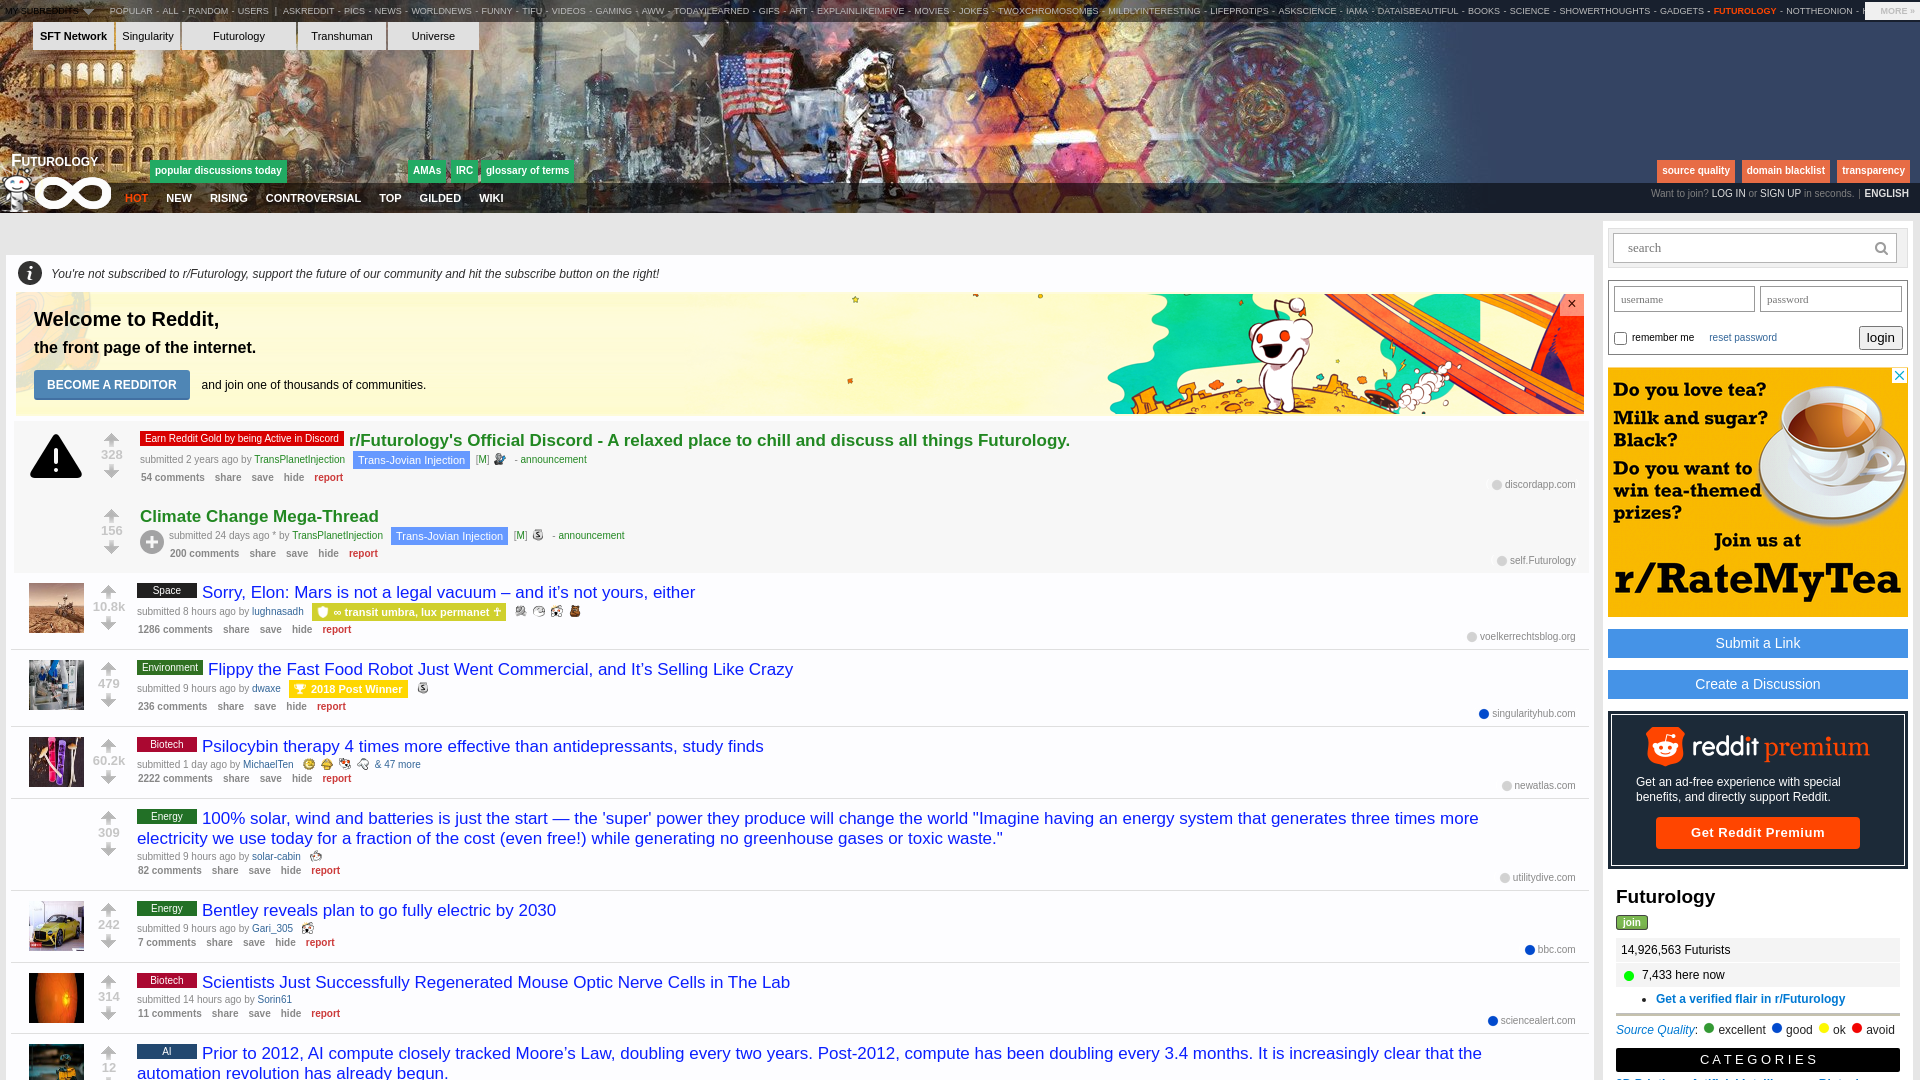 MY SUBREDDITS POPULAR - ALL - RANDOM - USERS | ASKREDDIT - PICS - NEWS - WORLDNEWS - FUNNY - TIFU - VIDEOS - GAMING - AWW - TODAYILEARNED - GIFS - ART - EXPLAINLIKEIMFIVE - MOVIES - JOKES - TWOXCHROMOSOMES - MILDLYINTERESTING - LIFEPROTIPS - ASKSCIENCE - IAMA - DATAISBEAUTIFUL - BOOKS - SCIENCE - SHOWERTHOUGHTS - GADGETS - FUTUROLOGY - NOTTHEONION - MORE »
SFT Network Singularity Futurology Transhuman Universe
FUTUROLOGY
popular discussions today AMAs IRC glossary of terms source quality domain blacklist transparency
HOT NEW RISING CONTROVERSIAL TOP GILDED WIKI
Want to join? LOG IN or SIGN UP in seconds. | ENGLISH
You're not subscribed to r/Futurology, support the future of our community and hit the subscribe button on the right!
Welcome to Reddit,
the front page of the internet.
BECOME A REDDITOR and join one of thousands of communities.
×
328
Earn Reddit Gold by being Active in Discord r/Futurology's Official Discord - A relaxed place to chill and discuss all things Futurology.
submitted 2 years ago by TransPlanetInjection Trans-Jovian Injection [M] - announcement
54 comments share save hide report
discordapp.com
156
Climate Change Mega-Thread
submitted 24 days ago * by TransPlanetInjection Trans-Jovian Injection [M] - announcement
200 comments share save hide report
self.Futurology
10.8k
Space Sorry, Elon: Mars is not a legal vacuum – and it's not yours, either
submitted 8 hours ago by lughnasadh ∞ transit umbra, lux permanet ☥
1286 comments share save hide report
voelkerrechtsblog.org
479
Environment Flippy the Fast Food Robot Just Went Commercial, and It's Selling Like Crazy
submitted 9 hours ago by dwaxe 2018 Post Winner
236 comments share save hide report
singularityhub.com
60.2k
Biotech Psilocybin therapy 4 times more effective than antidepressants, study finds
submitted 1 day ago by MichaelTen & 47 more
2222 comments share save hide report
newatlas.com
309
Energy 100% solar, wind and batteries is just the start — the 'super' power they produce will change the world "Imagine having an energy system that generates three times more
electricity we use today for a fraction of the cost (even free!) while generating no greenhouse gases or toxic waste."
submitted 9 hours ago by solar-cabin
82 comments share save hide report
utilitydive.com
242
Energy Bentley reveals plan to go fully electric by 2030
submitted 9 hours ago by Gari_305
7 comments share save hide report
bbc.com
314
Biotech Scientists Just Successfully Regenerated Mouse Optic Nerve Cells in The Lab
submitted 14 hours ago by Sorin61
11 comments share save hide report
sciencealert.com
12
AI Prior to 2012, AI compute closely tracked Moore's Law, doubling every two years. Post-2012, compute has been doubling every 3.4 months. It is increasingly clear that the
automation revolution has already begun.
search
username password
remember me reset password login
Do you love tea?
Milk and sugar?
Black?
Do you want to
win tea-themed
prizes?
Join us at
r/RateMyTea
Submit a Link
Create a Discussion
reddit premium
Get an ad-free experience with special
benefits, and directly support Reddit.
Get Reddit Premium
Futurology
join
14,926,563 Futurists
7,433 here now
• Get a verified flair in r/Futurology
Source Quality: excellent good ok avoid
CATEGORIES